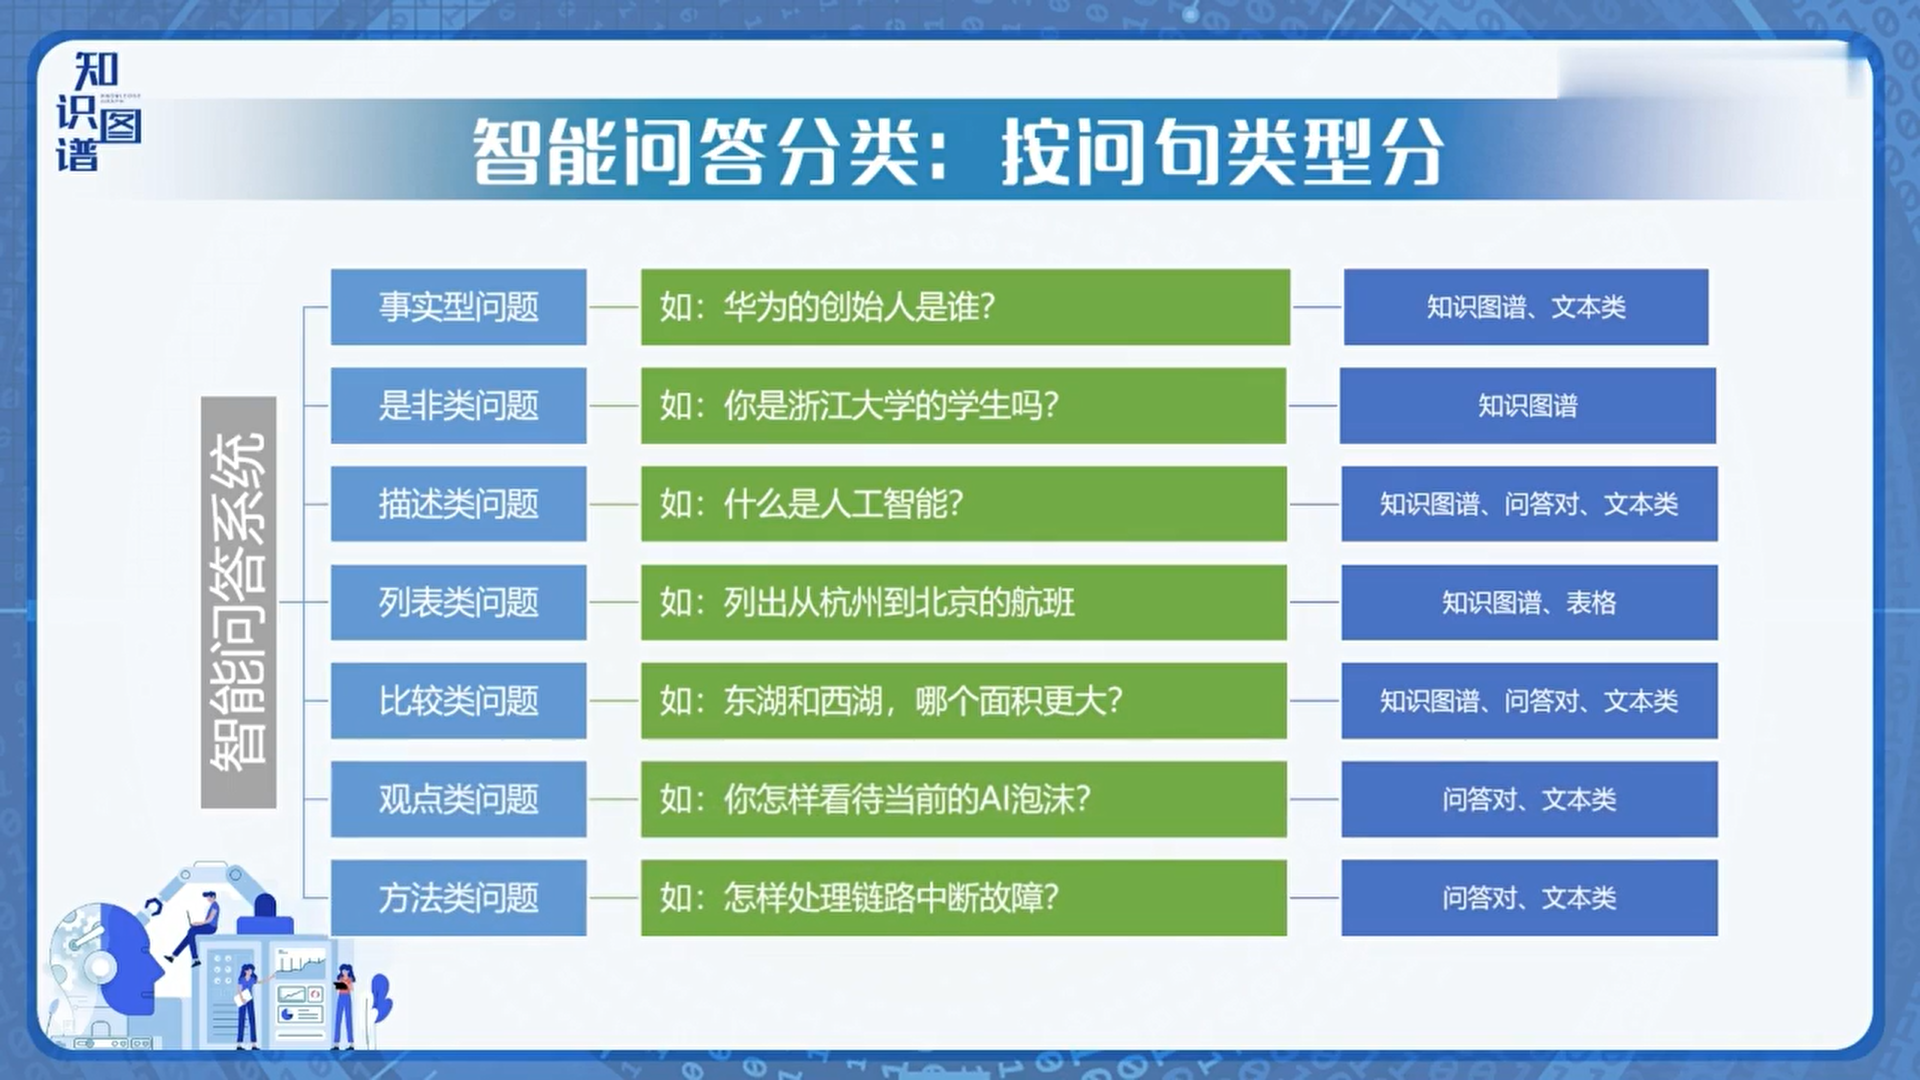 知识图谱
智能问答分类：按问句类型分
智能问答系统
事实型问题
如：华为的创始人是谁？
知识图谱、文本类
是非类问题
如：你是浙江大学的学生吗？
知识图谱
描述类问题
如：什么是人工智能？
知识图谱、问答对、文本类
列表类问题
如：列出从杭州到北京的航班
知识图谱、表格
比较类问题
如：东湖和西湖，哪个面积更大？
知识图谱、问答对、文本类
观点类问题
如：你怎样看待当前的AI泡沫？
问答对、文本类
方法类问题
如：怎样处理链路中断故障？
问答对、文本类